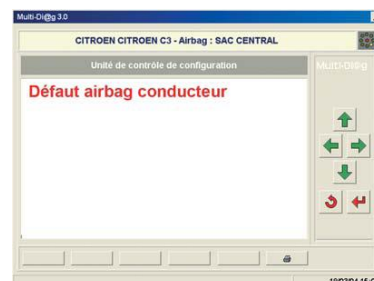 Multi-Di@g 3.0
CITROEN CITROEN C3 - Airbag : SAC CENTRAL
Unité de contrôle de configuration
Multi-Di@g
Défaut airbag conducteur